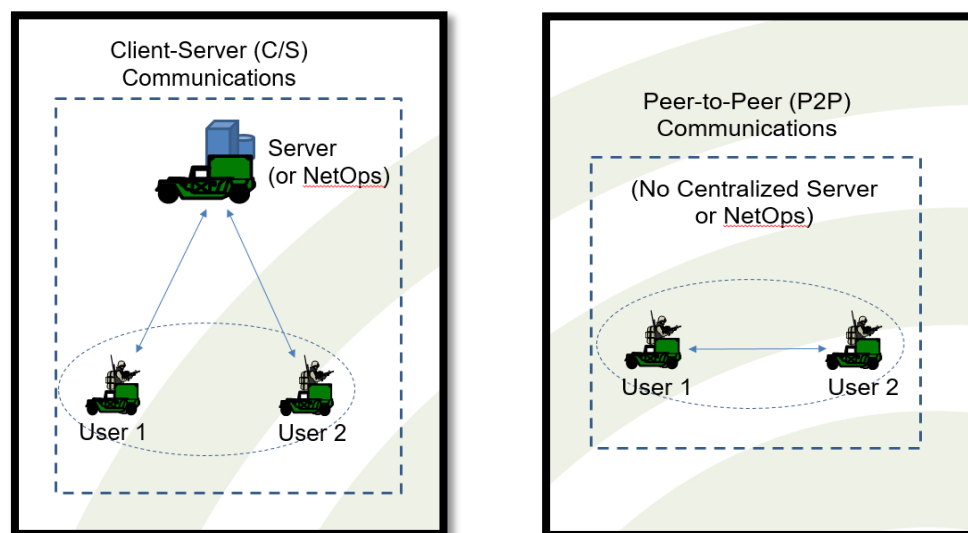 Client-Server (C/S)
Communications
Server
(or NetOps)
User 1
User 2
Peer-to-Peer (P2P)
Communications
(No Centralized Server
or NetOps)
User 1
User 2